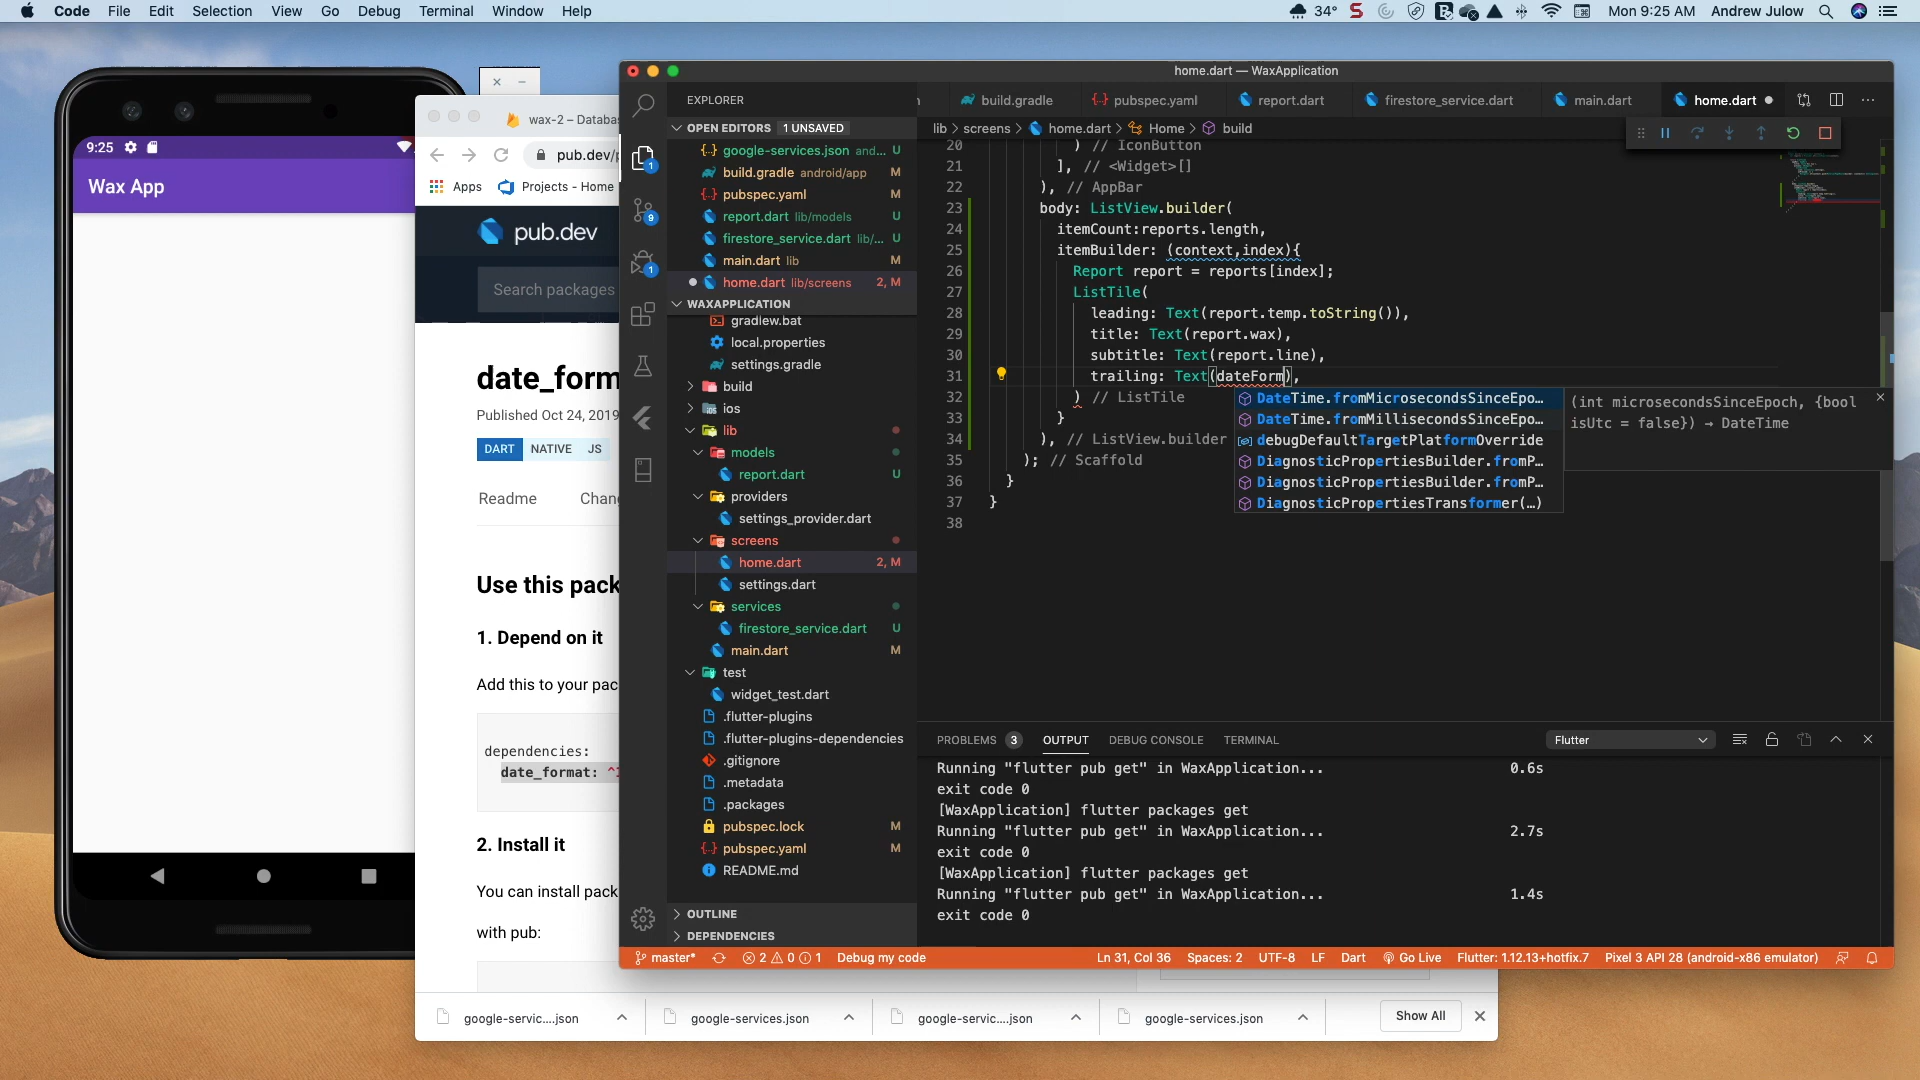 Code File Edit Selection View Go Debug Terminal Window Help
34° Mon 9:25 AM Andrew Julow
9:25
Wax App
wax-2 – Databa
pub.dev/p
Apps Projects - Home
pub.dev
Search packages
date_form
Published Oct 24, 2019
DART NATIVE JS
Readme Chang
Use this pack
1. Depend on it
Add this to your pac
dependencies:
date_format: ^1
2. Install it
You can install pack
with pub:
google-servic....json
google-services.json
google-servic....json
google-services.json
Show All
home.dart — WaxApplication
EXPLORER
OPEN EDITORS 1 UNSAVED
google-services.json and... U
build.gradle android/app M
pubspec.yaml M
report.dart lib/models U
firestore_service.dart lib/... U
main.dart lib M
home.dart lib/screens 2, M
WAXAPPLICATION
gradlew.bat
local.properties
settings.gradle
build
ios
lib
models
report.dart U
providers
settings_provider.dart
screens
home.dart 2, M
settings.dart
services
firestore_service.dart U
main.dart M
test
widget_test.dart
.flutter-plugins
.flutter-plugins-dependencies
.gitignore
.metadata
.packages
pubspec.lock M
pubspec.yaml M
README.md
OUTLINE
DEPENDENCIES
1
9
1
build.gradle pubspec.yaml report.dart firestore_service.dart main.dart home.dart
lib > screens > home.dart > Home > build
20 ) // IconButton
21 ], // <Widget>[]
22 ), // AppBar
23 body: ListView.builder(
24 itemCount:reports.length,
25 itemBuilder: (context,index){
26 Report report = reports[index];
27 ListTile(
28 leading: Text(report.temp.toString()),
29 title: Text(report.wax),
30 subtitle: Text(report.line),
31 trailing: Text(dateForm),
32 ) // ListTile
33 }
34 ), // ListView.builder
35 ); // Scaffold
36 }
37 }
38
DateTime.fromMicrosecondsSinceEpo...
DateTime.fromMillisecondsSinceEpo...
debugDefaultTargetPlatformOverride
DiagnosticPropertiesBuilder.fromP...
DiagnosticPropertiesBuilder.fromP...
DiagnosticPropertiesTransformer(…)
(int microsecondsSinceEpoch, {bool
isUtc = false}) → DateTime
PROBLEMS 3 OUTPUT DEBUG CONSOLE TERMINAL Flutter
Running "flutter pub get" in WaxApplication... 0.6s
exit code 0
[WaxApplication] flutter packages get
Running "flutter pub get" in WaxApplication... 2.7s
exit code 0
[WaxApplication] flutter packages get
Running "flutter pub get" in WaxApplication... 1.4s
exit code 0
master* 2 0 1 Debug my code Ln 31, Col 36 Spaces: 2 UTF-8 LF Dart Go Live Flutter: 1.12.13+hotfix.7 Pixel 3 API 28 (android-x86 emulator)